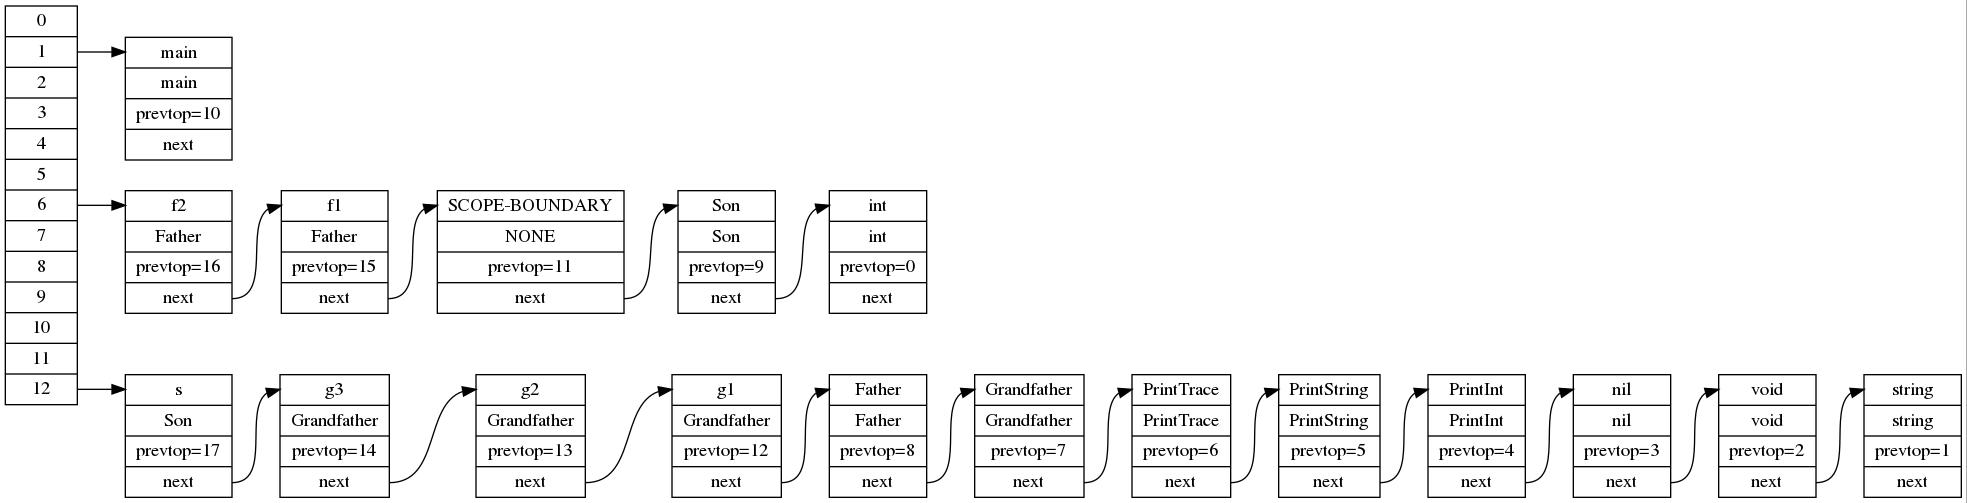 0
1
2
3
4
5
6
7
8
9
10
11
12
main
main
prevtop=10
next
f2
Father
prevtop=16
next
f1
Father
prevtop=15
next
SCOPE-BOUNDARY
NONE
prevtop=11
next
Son
Son
prevtop=9
next
int
int
prevtop=0
next
s
Son
prevtop=17
next
g3
Grandfather
prevtop=14
next
g2
Grandfather
prevtop=13
next
g1
Grandfather
prevtop=12
next
Father
Father
prevtop=8
next
Grandfather
Grandfather
prevtop=7
next
PrintTrace
PrintTrace
prevtop=6
next
PrintString
PrintString
prevtop=5
next
PrintInt
PrintInt
prevtop=4
next
nil
nil
prevtop=3
next
void
void
prevtop=2
next
string
string
prevtop=1
next